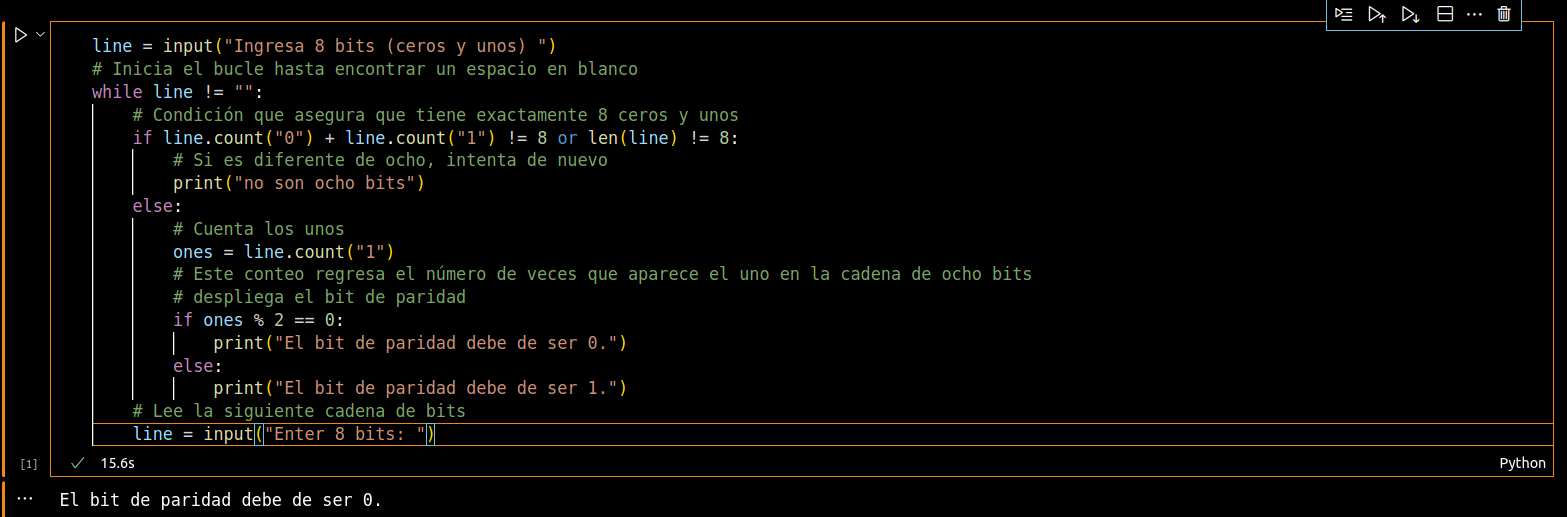 line = input("Ingresa 8 bits (ceros y unos) ")
# Inicia el bucle hasta encontrar un espacio en blanco
while line != "":
    # Condición que asegura que tiene exactamente 8 ceros y unos
    if line.count("0") + line.count("1") != 8 or len(line) != 8:
        # Si es diferente de ocho, intenta de nuevo
        print("no son ocho bits")
    else:
        # Cuenta los unos
        ones = line.count("1")
        # Este conteo regresa el número de veces que aparece el uno en la cadena de ocho bits
        # despliega el bit de paridad
        if ones % 2 == 0:
            print("El bit de paridad debe de ser 0.")
        else:
            print("El bit de paridad debe de ser 1.")
    # Lee la siguiente cadena de bits
    line = input("Enter 8 bits: ")
[1] 15.6s Python
El bit de paridad debe de ser 0.